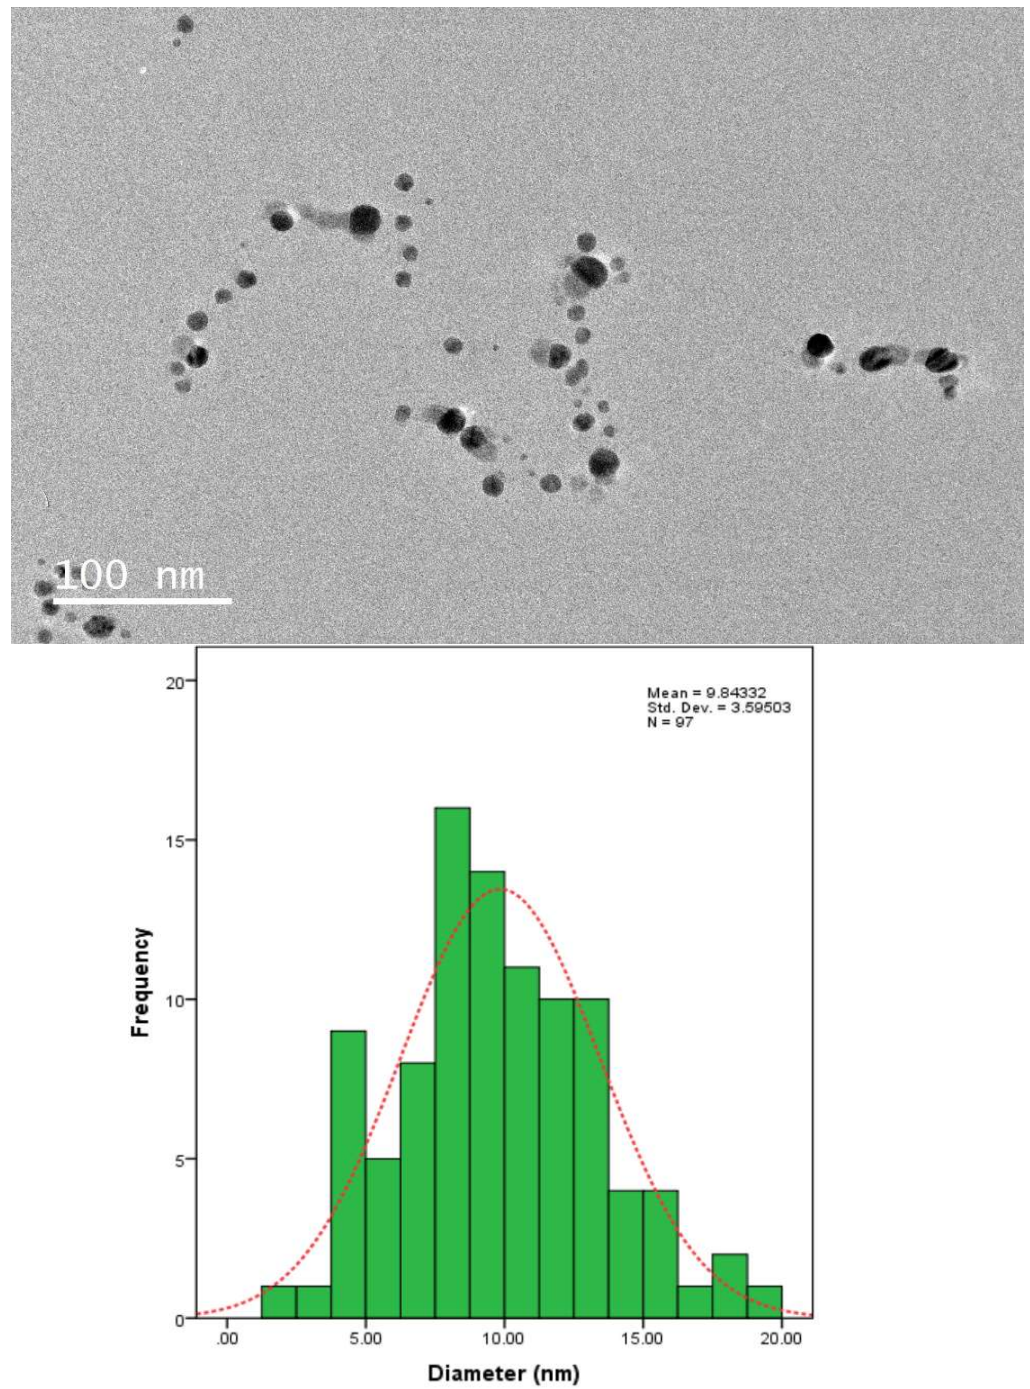 100 nm
Mean = 9.84332
Std. Dev. = 3.59503
N = 97
20
15
10
5
0
Frequency
.00 5.00 10.00 15.00 20.00
Diameter (nm)